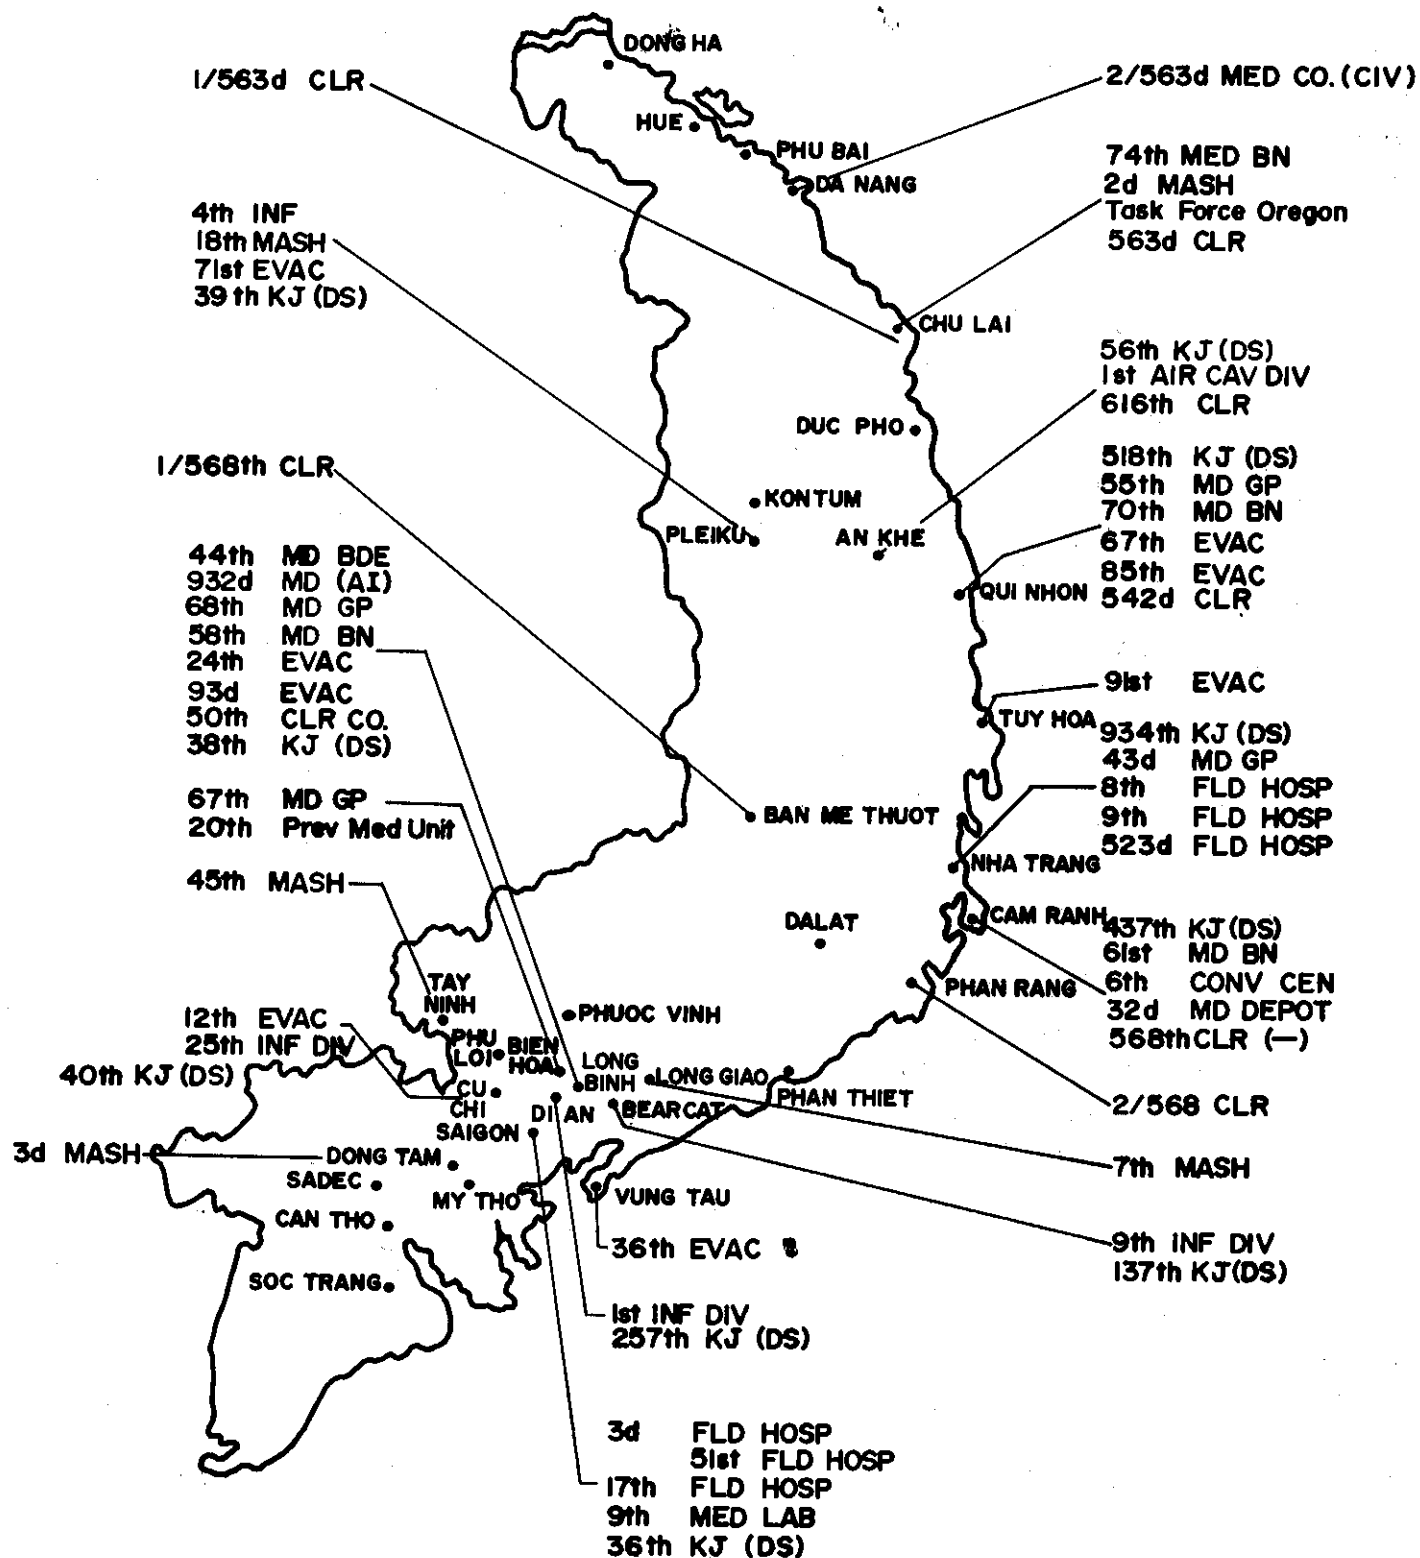 DONG HA
1/563d CLR
2/563d MED CO. (CIV)
HUE
PHU BAI
DA NANG
74th MED BN
2d MASH
Task Force Oregon
563d CLR
4th INF
18th MASH
71st EVAC
39th KJ (DS)
CHU LAI
56th KJ (DS)
1st AIR CAV DIV
616th CLR
DUC PHO
1/568th CLR
KONTUM
PLEIKU
AN KHE
518th KJ (DS)
55th MD GP
70th MD BN
67th EVAC
85th EVAC
542d CLR
QUI NHON
44th MD BDE
932d MD (AI)
68th MD GP
58th MD BN
24th EVAC
93d EVAC
50th CLR CO.
38th KJ (DS)
91st EVAC
TUY HOA
934th KJ (DS)
43d MD GP
8th FLD HOSP
9th FLD HOSP
523d FLD HOSP
67th MD GP
20th Prev Med Unit
BAN ME THUOT
NHA TRANG
45th MASH
DALAT
CAM RANH
437th KJ (DS)
61st MD BN
6th CONV CEN
32d MD DEPOT
568th CLR (—)
PHAN RANG
TAY
NINH
PHUOC VINH
12th EVAC
25th INF DIV
40th KJ (DS)
PHU
LOI
BIEN
HOA
LONG
BINH
LONG GIAO
PHAN THIET
CU
CHI
DI AN
BEARCAT
SAIGON
2/568 CLR
3d MASH
DONG TAM
SADEC
MY THO
VUNG TAU
7th MASH
CAN THO
36th EVAC
9th INF DIV
137th KJ (DS)
SOC TRANG
1st INF DIV
257th KJ (DS)
3d FLD HOSP
51st FLD HOSP
17th FLD HOSP
9th MED LAB
36th KJ (DS)